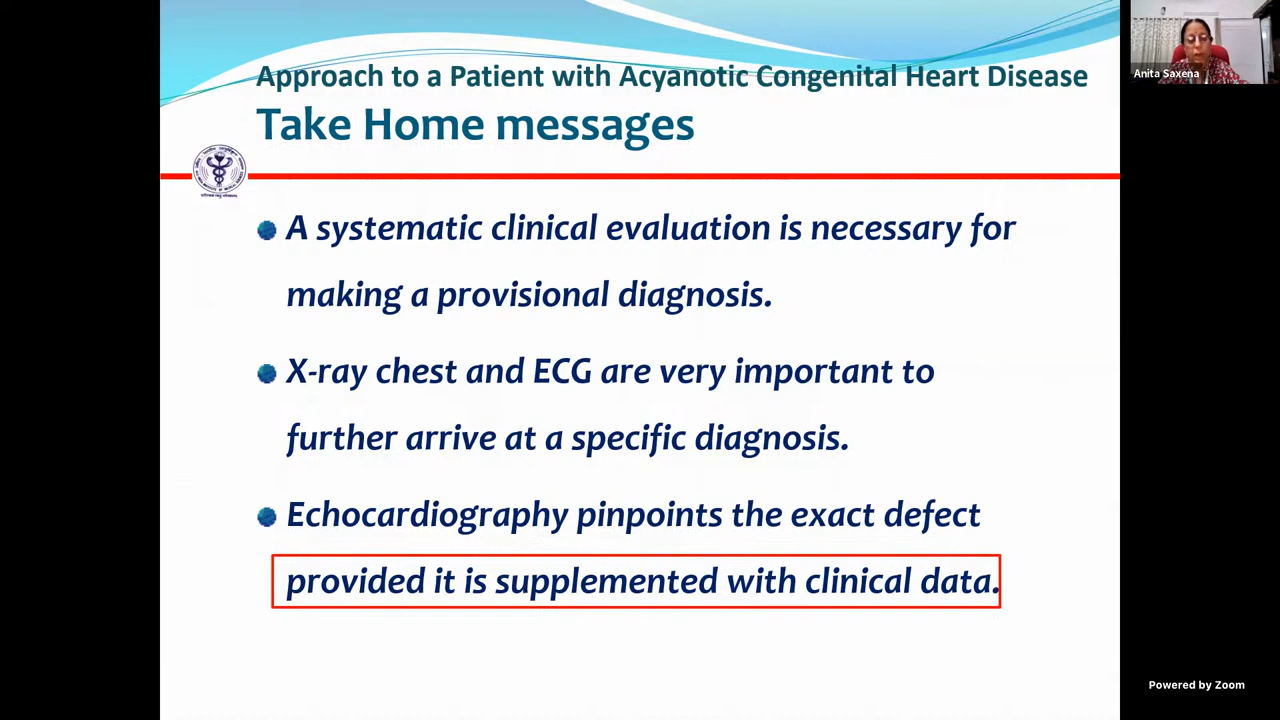 Approach to a Patient with Acyanotic Congenital Heart Disease
Take Home messages
A systematic clinical evaluation is necessary for
making a provisional diagnosis.
X-ray chest and ECG are very important to
further arrive at a specific diagnosis.
Echocardiography pinpoints the exact defect
provided it is supplemented with clinical data.
Anita Saxena
Powered by Zoom